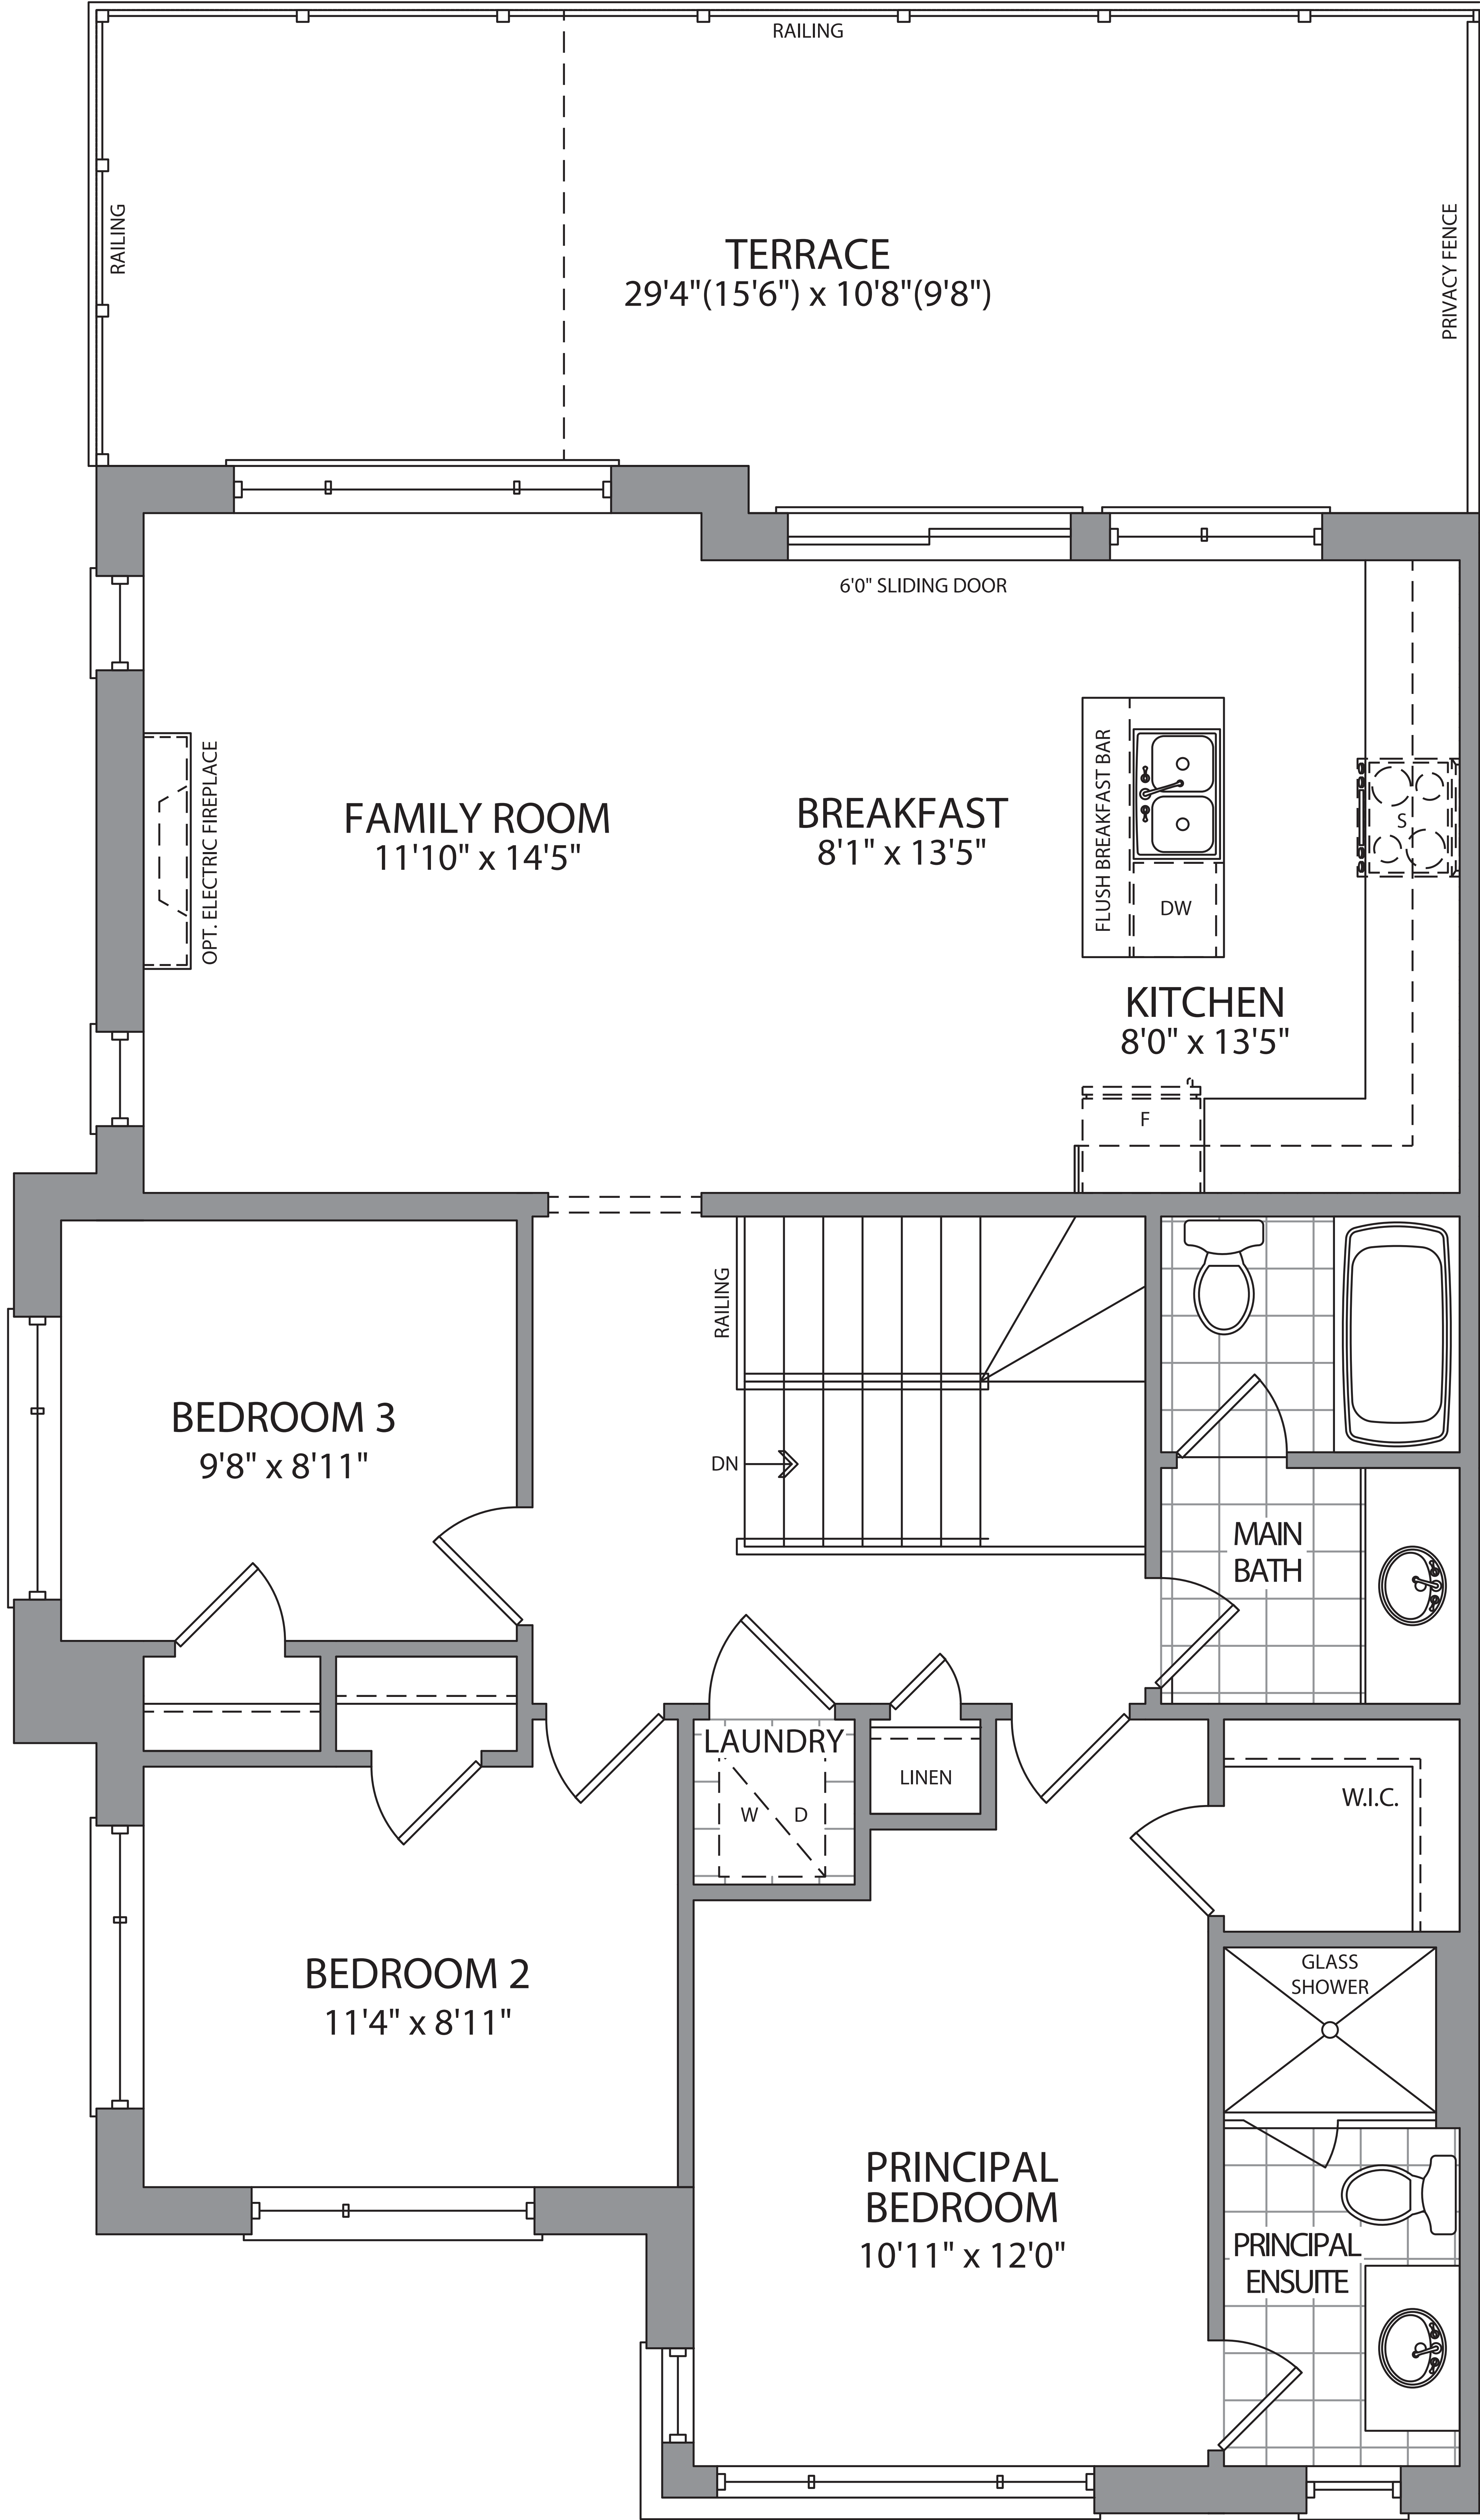 RAILING
RAILING
PRIVACY FENCE
TERRACE
29'4"(15'6") x 10'8"(9'8")
6'0" SLIDING DOOR
OPT. ELECTRIC FIREPLACE
FAMILY ROOM
11'10" x 14'5"
BREAKFAST
8'1" x 13'5"
FLUSH BREAKFAST BAR
DW
S
KITCHEN
8'0" x 13'5"
F
RAILING
BEDROOM 3
9'8" x 8'11"
DN
MAIN
BATH
LAUNDRY
W D
LINEN
W.I.C.
GLASS
SHOWER
BEDROOM 2
11'4" x 8'11"
PRINCIPAL
BEDROOM
10'11" x 12'0"
PRINCIPAL
ENSUITE